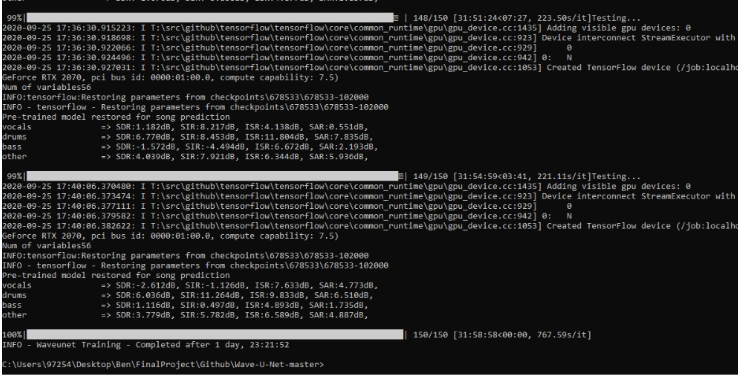 99%| | 148/150 [31:51:24<07:27, 223.50s/it]Testing...
2020-09-25 17:36:30.915223: I T:\src\github\tensorflow\tensorflow\core\common_runtime\gpu\gpu_device.cc:1435] Adding visible gpu devices: 0
2020-09-25 17:36:30.918698: I T:\src\github\tensorflow\tensorflow\core\common_runtime\gpu\gpu_device.cc:923] Device interconnect StreamExecutor with
2020-09-25 17:36:30.922066: I T:\src\github\tensorflow\tensorflow\core\common_runtime\gpu\gpu_device.cc:929] 0
2020-09-25 17:36:30.924496: I T:\src\github\tensorflow\tensorflow\core\common_runtime\gpu\gpu_device.cc:942] 0: N
2020-09-25 17:36:30.927031: I T:\src\github\tensorflow\tensorflow\core\common_runtime\gpu\gpu_device.cc:1053] Created TensorFlow device (/job:localho
GeForce RTX 2070, pci bus id: 0000:01:00.0, compute capability: 7.5)
Num of variables56
INFO:tensorflow:Restoring parameters from checkpoints\678533\678533-102000
INFO - tensorflow - Restoring parameters from checkpoints\678533\678533-102000
Pre-trained model restored for song prediction
vocals => SDR:1.182dB, SIR:8.217dB, ISR:4.138dB, SAR:0.551dB,
drums => SDR:6.770dB, SIR:8.453dB, ISR:11.804dB, SAR:7.835dB,
bass => SDR:-1.572dB, SIR:-4.494dB, ISR:6.672dB, SAR:2.193dB,
other => SDR:4.039dB, SIR:7.921dB, ISR:6.344dB, SAR:5.936dB,
99%| | 149/150 [31:54:59<03:41, 221.11s/it]Testing...
2020-09-25 17:40:06.370480: I T:\src\github\tensorflow\tensorflow\core\common_runtime\gpu\gpu_device.cc:1435] Adding visible gpu devices: 0
2020-09-25 17:40:06.373474: I T:\src\github\tensorflow\tensorflow\core\common_runtime\gpu\gpu_device.cc:923] Device interconnect StreamExecutor with
2020-09-25 17:40:06.377111: I T:\src\github\tensorflow\tensorflow\core\common_runtime\gpu\gpu_device.cc:929] 0
2020-09-25 17:40:06.379582: I T:\src\github\tensorflow\tensorflow\core\common_runtime\gpu\gpu_device.cc:942] 0: N
2020-09-25 17:40:06.382622: I T:\src\github\tensorflow\tensorflow\core\common_runtime\gpu\gpu_device.cc:1053] Created TensorFlow device (/job:localho
GeForce RTX 2070, pci bus id: 0000:01:00.0, compute capability: 7.5)
Num of variables56
INFO:tensorflow:Restoring parameters from checkpoints\678533\678533-102000
INFO - tensorflow - Restoring parameters from checkpoints\678533\678533-102000
Pre-trained model restored for song prediction
vocals => SDR:-2.612dB, SIR:-1.126dB, ISR:7.633dB, SAR:4.773dB,
drums => SDR:6.036dB, SIR:11.264dB, ISR:9.833dB, SAR:6.510dB,
bass => SDR:1.116dB, SIR:0.497dB, ISR:4.893dB, SAR:1.735dB,
other => SDR:3.779dB, SIR:5.782dB, ISR:6.589dB, SAR:4.887dB,
100%| | 150/150 [31:58:58<00:00, 767.59s/it]
INFO - Waveunet Training - Completed after 1 day, 23:21:52
C:\Users\97254\Desktop\Ben\FinalProject\Github\Wave-U-Net-master>